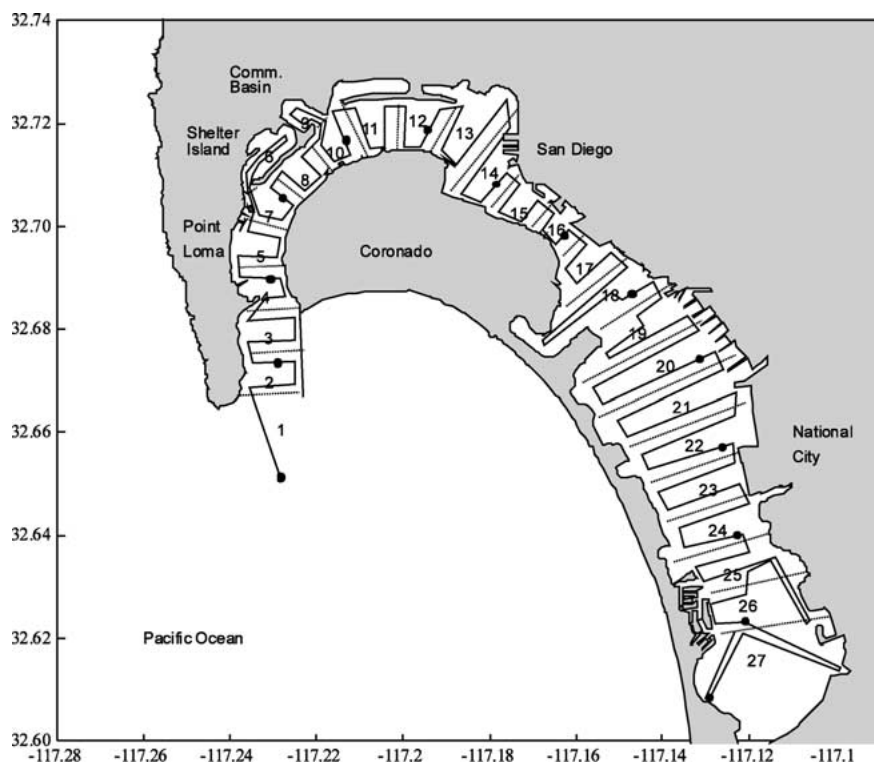 32.74
Comm.
Basin
32.72
9
12
11
13
Shelter
Island
10
San Diego
6
8
14
7
15
32.70
Point
Loma
16
5
Coronado
17
4
18
32.68
3
19
2
20
21
32.66
1
22
National
City
23
32.64
24
25
26
32.62
Pacific Ocean
27
32.60
-117.28 -117.26 -117.24 -117.22 -117.2 -117.18 -117.16 -117.14 -117.12 -117.1